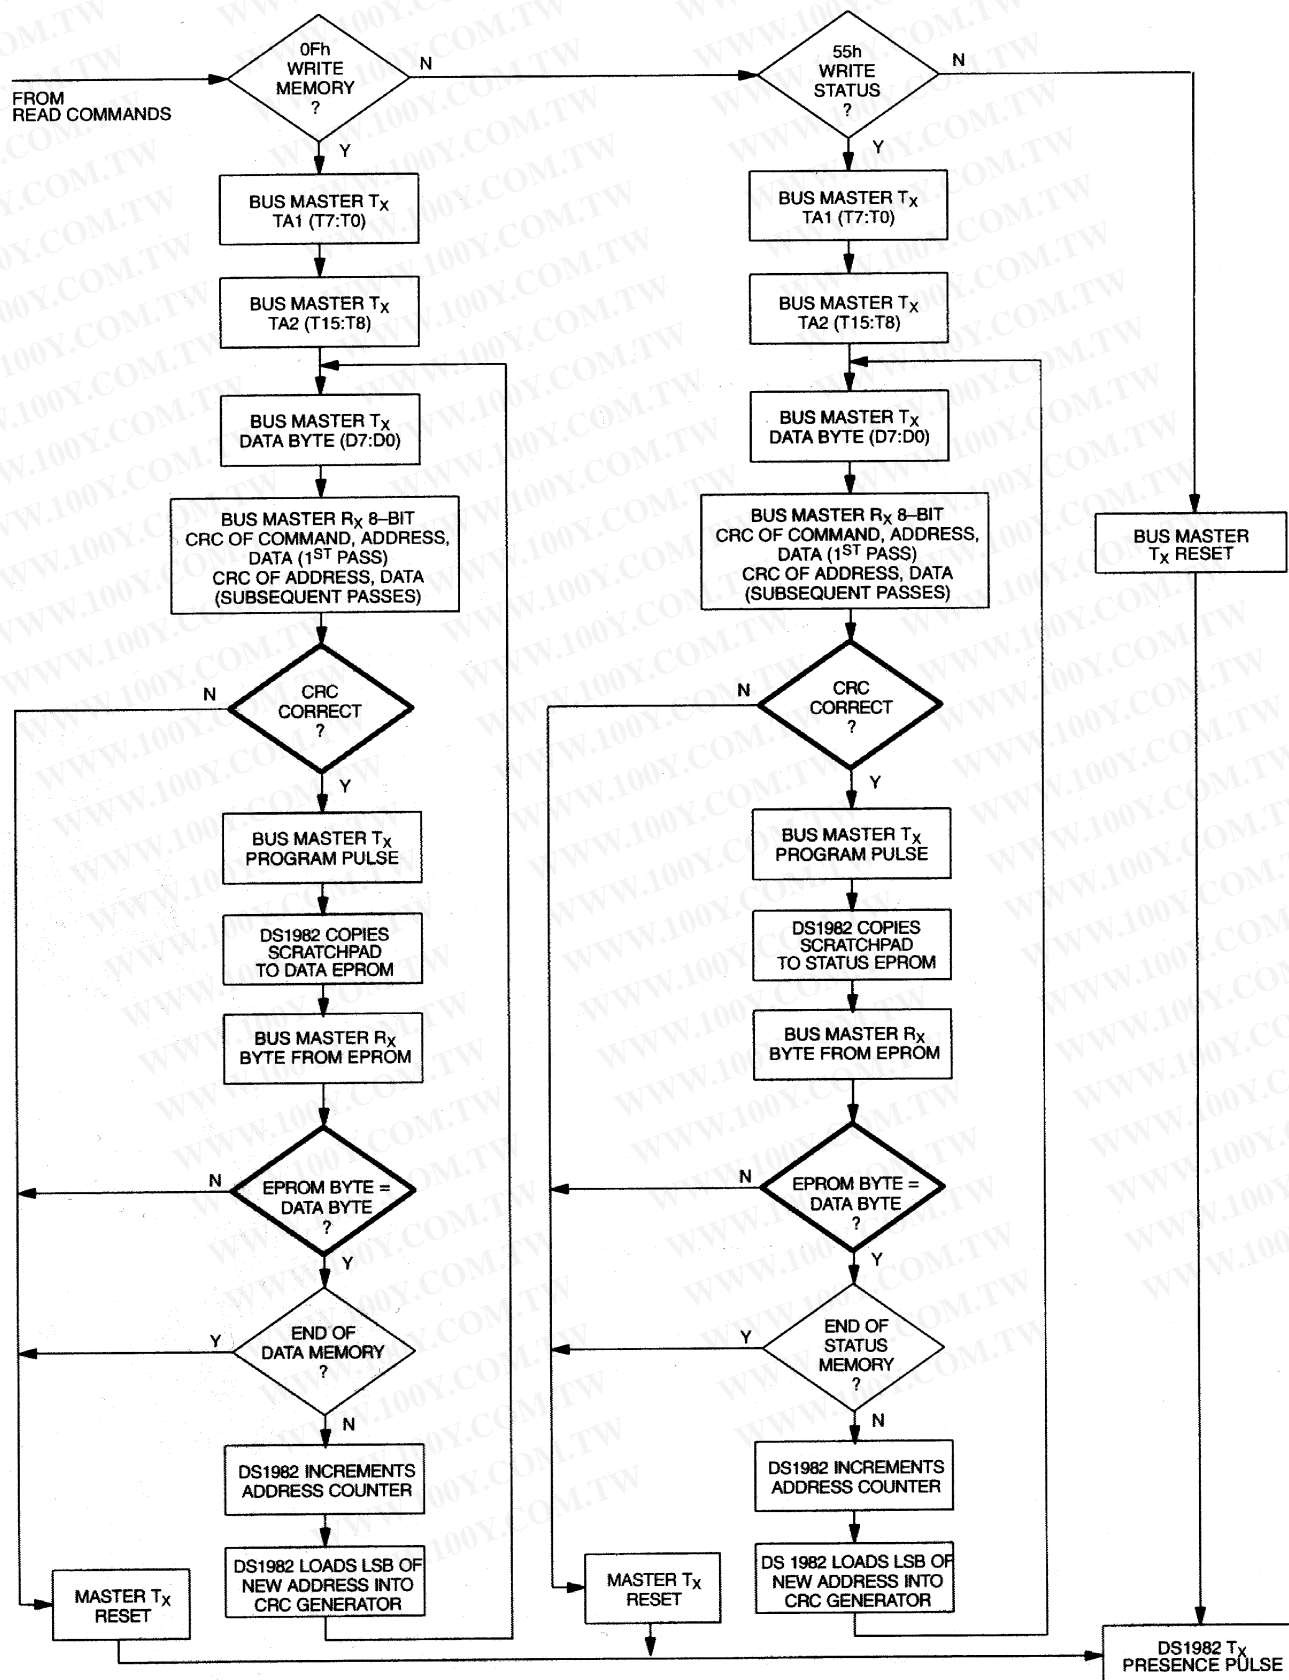 0Fh
WRITE
MEMORY
?
N
Y
FROM
READ COMMANDS
BUS MASTER TX
TA1 (T7:T0)
BUS MASTER TX
TA2 (T15:T8)
BUS MASTER TX
DATA BYTE (D7:D0)
BUS MASTER RX 8–BIT
CRC OF COMMAND, ADDRESS,
DATA (1ST PASS)
CRC OF ADDRESS, DATA
(SUBSEQUENT PASSES)
CRC
CORRECT
?
N
Y
BUS MASTER TX
PROGRAM PULSE
DS1982 COPIES
SCRATCHPAD
TO DATA EPROM
BUS MASTER RX
BYTE FROM EPROM
EPROM BYTE =
DATA BYTE
?
N
Y
END OF
DATA MEMORY
?
Y
N
DS1982 INCREMENTS
ADDRESS COUNTER
DS1982 LOADS LSB OF
NEW ADDRESS INTO
CRC GENERATOR
MASTER TX
RESET
55h
WRITE
STATUS
?
N
Y
BUS MASTER TX
TA1 (T7:T0)
BUS MASTER TX
TA2 (T15:T8)
BUS MASTER TX
DATA BYTE (D7:D0)
BUS MASTER RX 8–BIT
CRC OF COMMAND, ADDRESS,
DATA (1ST PASS)
CRC OF ADDRESS, DATA
(SUBSEQUENT PASSES)
CRC
CORRECT
?
N
Y
BUS MASTER TX
PROGRAM PULSE
DS1982 COPIES
SCRATCHPAD
TO STATUS EPROM
BUS MASTER RX
BYTE FROM EPROM
EPROM BYTE =
DATA BYTE
?
N
Y
END OF
STATUS
MEMORY
?
Y
N
DS1982 INCREMENTS
ADDRESS COUNTER
DS 1982 LOADS LSB OF
NEW ADDRESS INTO
CRC GENERATOR
MASTER TX
RESET
BUS MASTER
TX RESET
DS1982 TX
PRESENCE PULSE
WWW.100Y.COM.TW